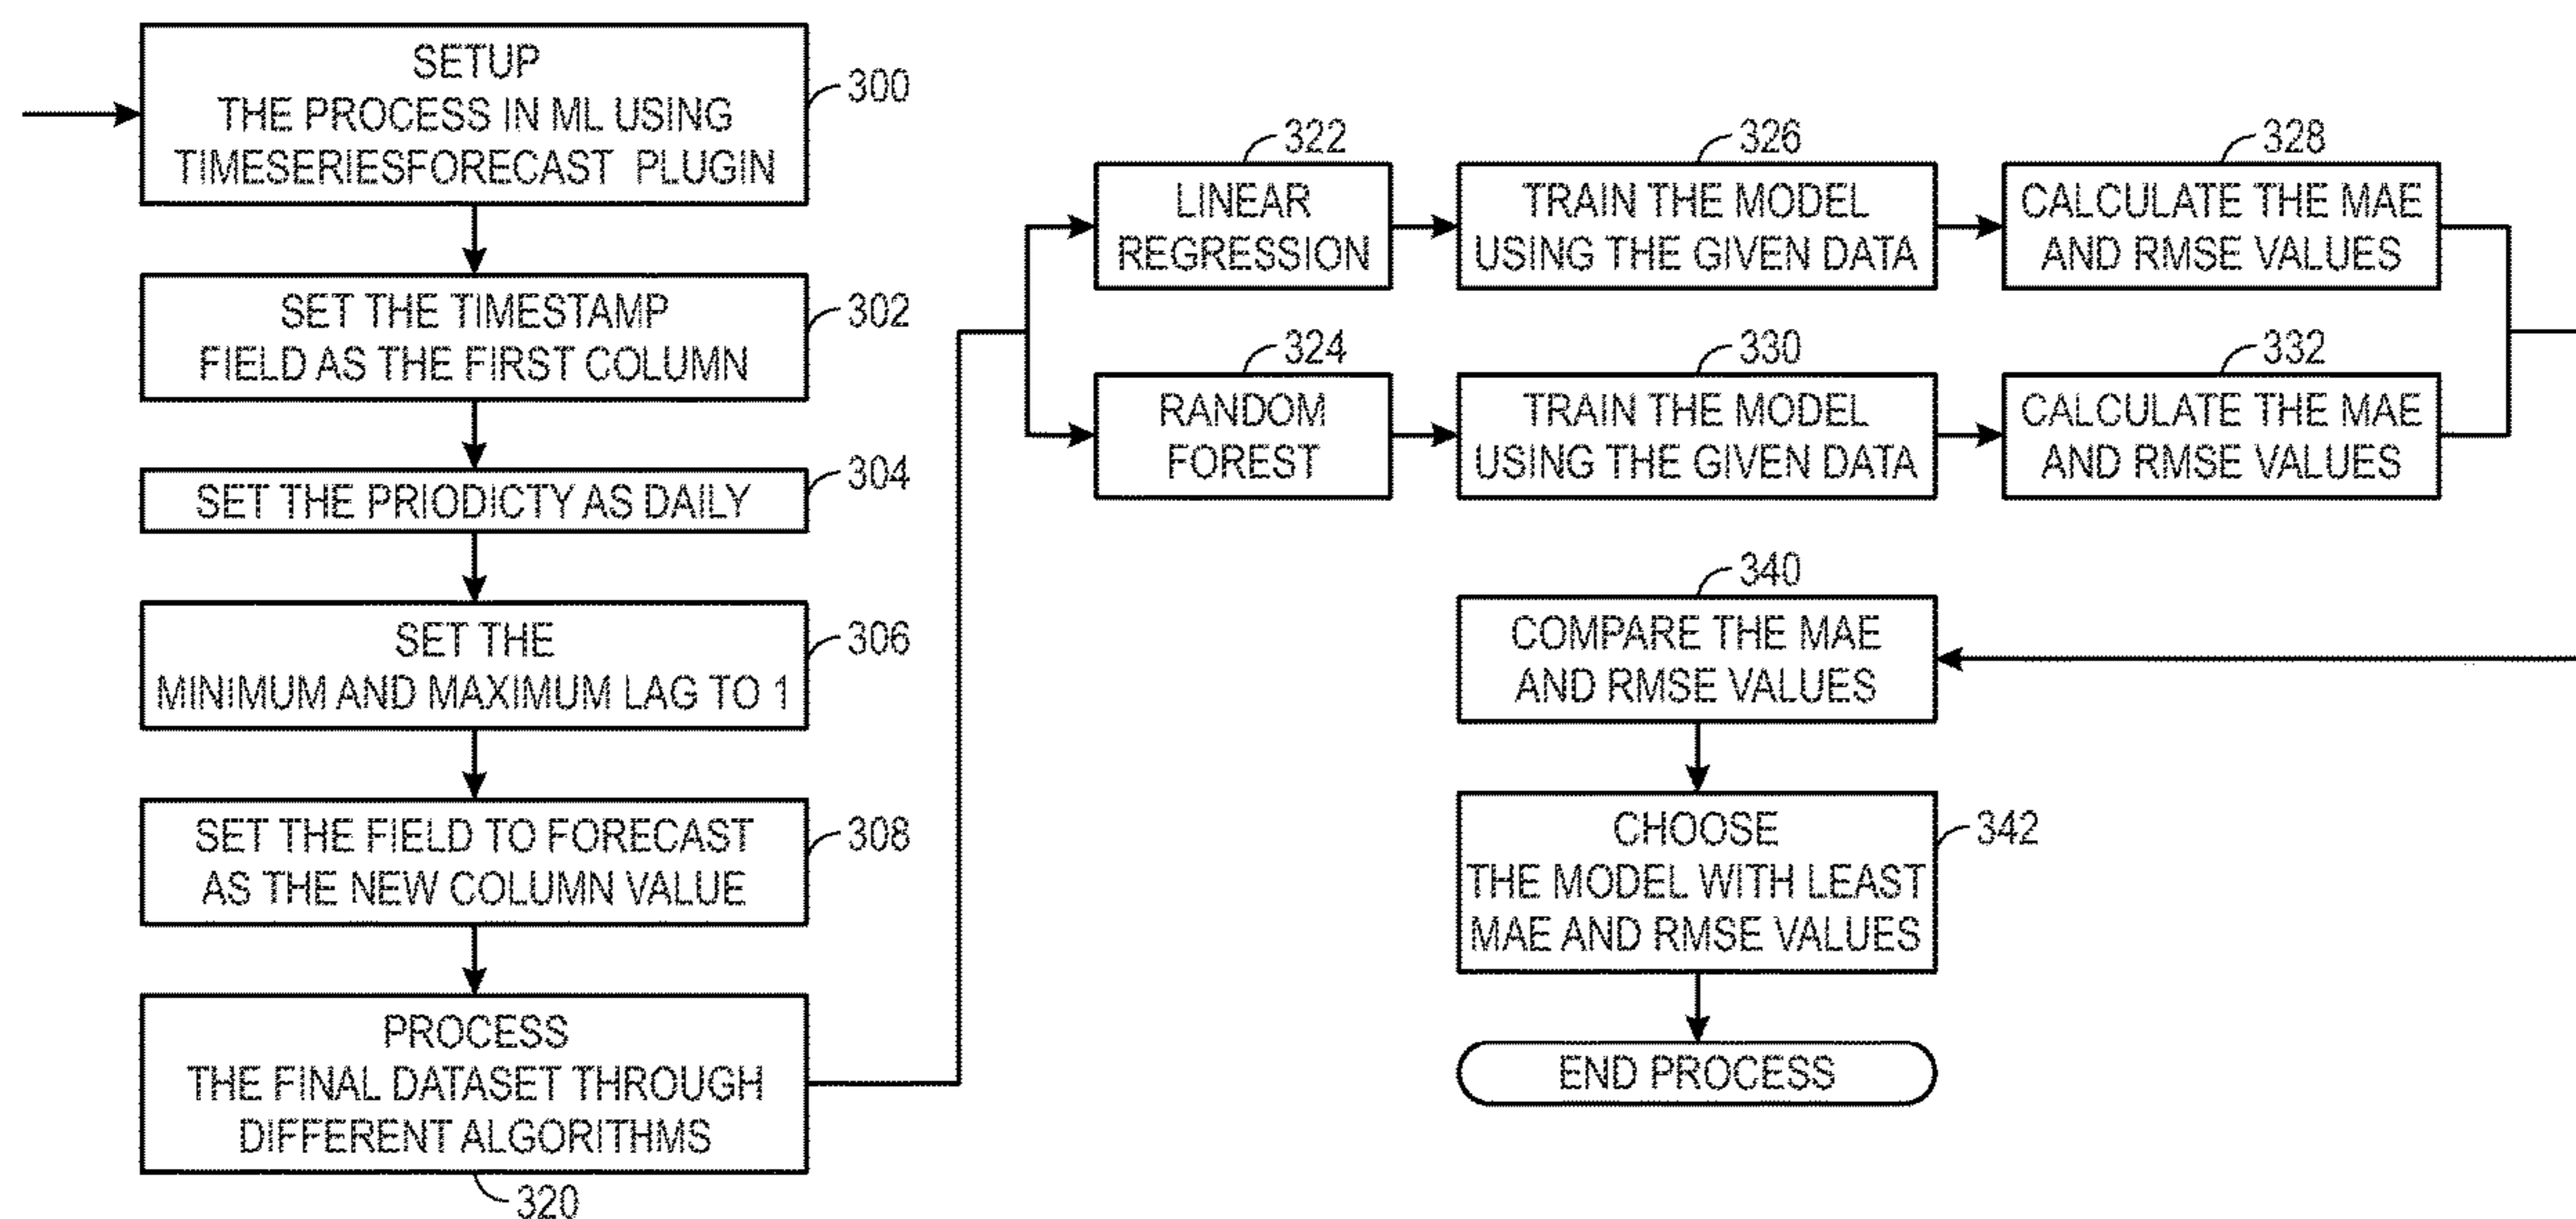 SETUP
THE PROCESS IN ML USING
TIMESERIESFORECAST PLUGIN
300
SET THE TIMESTAMP
FIELD AS THE FIRST COLUMN
302
SET THE PRIODICTY AS DAILY
304
SET THE
MINIMUM AND MAXIMUM LAG TO 1
306
SET THE FIELD TO FORECAST
AS THE NEW COLUMN VALUE
308
PROCESS
THE FINAL DATASET THROUGH
DIFFERENT ALGORITHMS
320
322
LINEAR
REGRESSION
326
TRAIN THE MODEL
USING THE GIVEN DATA
328
CALCULATE THE MAE
AND RMSE VALUES
324
RANDOM
FOREST
330
TRAIN THE MODEL
USING THE GIVEN DATA
332
CALCULATE THE MAE
AND RMSE VALUES
340
COMPARE THE MAE
AND RMSE VALUES
CHOOSE
THE MODEL WITH LEAST
MAE AND RMSE VALUES
342
END PROCESS